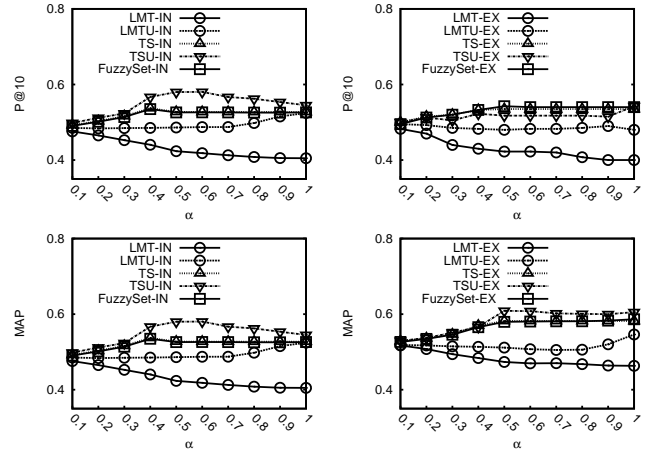 0.8
0.6
0.4
P@10
LMT-IN
LMTU-IN
TS-IN
TSU-IN
FuzzySet-IN
0.1 0.2 0.3 0.4 0.5 0.6 0.7 0.8 0.9 1
α
0.8
0.6
0.4
P@10
LMT-EX
LMTU-EX
TS-EX
TSU-EX
FuzzySet-EX
0.1 0.2 0.3 0.4 0.5 0.6 0.7 0.8 0.9 1
α
0.8
0.6
0.4
MAP
LMT-IN
LMTU-IN
TS-IN
TSU-IN
FuzzySet-IN
0.1 0.2 0.3 0.4 0.5 0.6 0.7 0.8 0.9 1
α
0.8
0.6
0.4
MAP
LMT-EX
LMTU-EX
TS-EX
TSU-EX
FuzzySet-EX
0.1 0.2 0.3 0.4 0.5 0.6 0.7 0.8 0.9 1
α